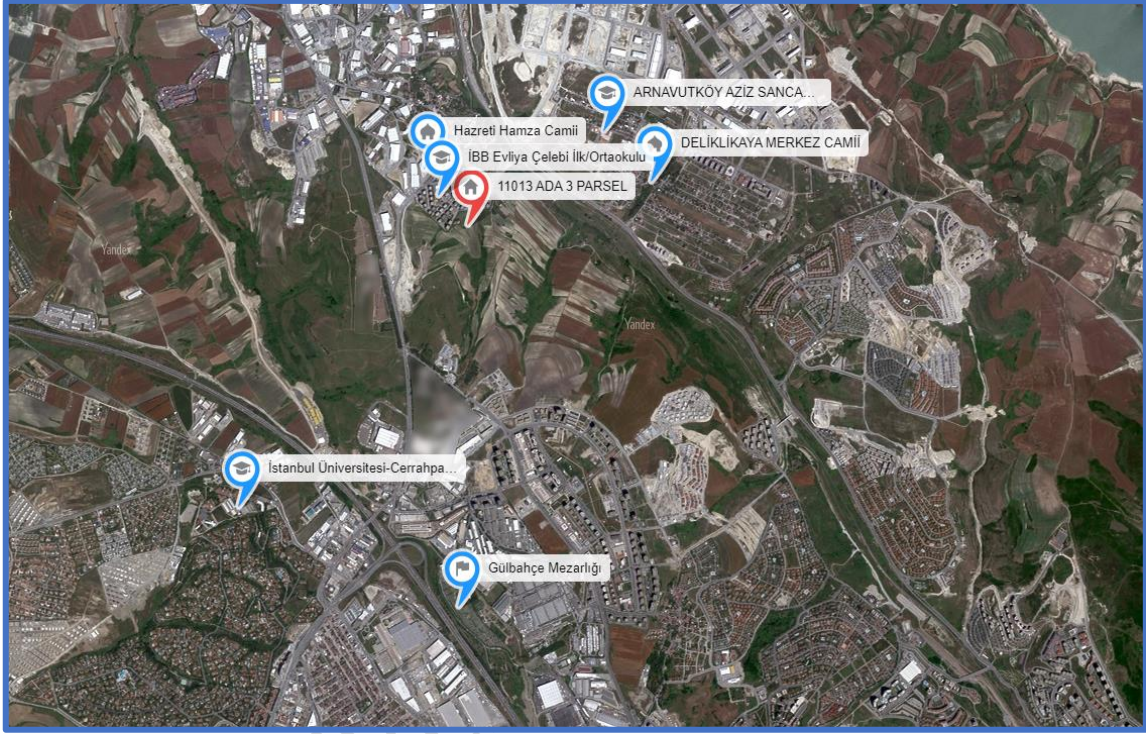 ARNAVUTKÖY AZİZ SANCA...
Hazreti Hamza Camii
DELİKLİKAYA MERKEZ CAMİİ
İBB Evliya Çelebi İlk/Ortaokulu
11013 ADA 3 PARSEL
Yandex
Yandex
İstanbul Üniversitesi-Cerrahpa...
Gülbahçe Mezarlığı